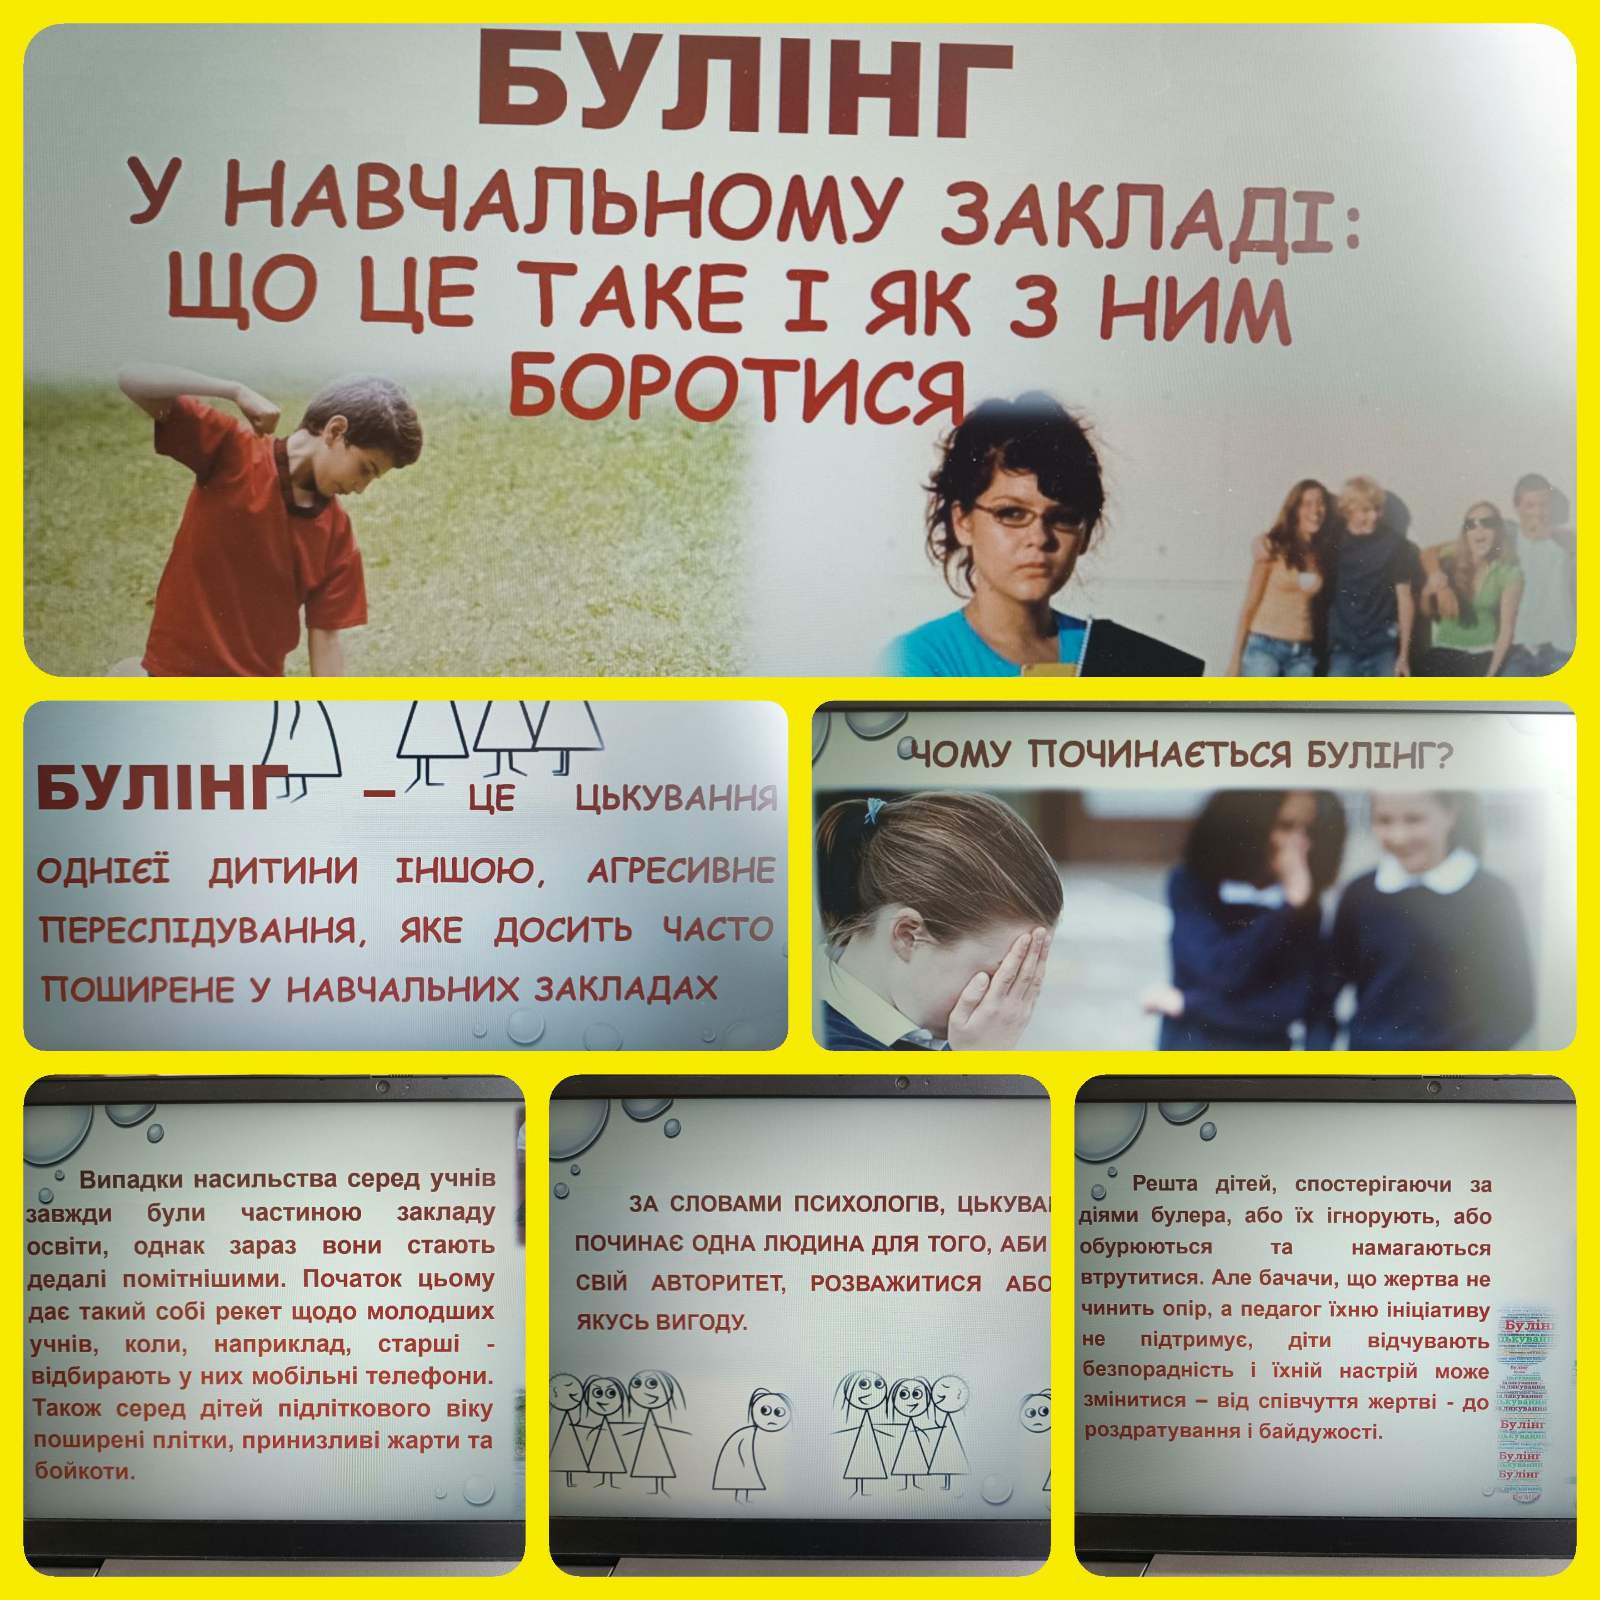 БУЛІНГ
У НАВЧАЛЬНОМУ ЗАКЛАДІ:
ЩО ЦЕ ТАКЕ І ЯК З НИМ
БОРОТИСЯ
БУЛІНГ – ЦЕ ЦЬКУВАННЯ
ОДНІЄЇ ДИТИНИ ІНШОЮ, АГРЕСИВНЕ
ПЕРЕСЛІДУВАННЯ, ЯКЕ ДОСИТЬ ЧАСТО
ПОШИРЕНЕ У НАВЧАЛЬНИХ ЗАКЛАДАХ
ЧОМУ ПОЧИНАЄТЬСЯ БУЛІНГ?
Випадки насильства серед учнів
завжди були частиною закладу
освіти, однак зараз вони стають
дедалі помітнішими. Початок цьому
дає такий собі рекет щодо молодших
учнів, коли, наприклад, старші -
відбирають у них мобільні телефони.
Також серед дітей підліткового віку
поширені плітки, принизливі жарти та
бойкоти.
ЗА СЛОВАМИ ПСИХОЛОГІВ, ЦЬКУВАН
ПОЧИНАЄ ОДНА ЛЮДИНА ДЛЯ ТОГО, АБИ
СВІЙ АВТОРИТЕТ, РОЗВАЖИТИСЯ АБО
ЯКУСЬ ВИГОДУ.
Решта дітей, спостерігаючи за
діями булера, або їх ігнорують, або
обурюються та намагаються
втрутитися. Але бачачи, що жертва не
чинить опір, а педагог їхню ініціативу
не підтримує, діти відчувають
безпорадність і їхній настрій може
змінитися – від співчуття жертві - до
роздратування і байдужості.
Булінг
Булінг
Булінг
Булінг